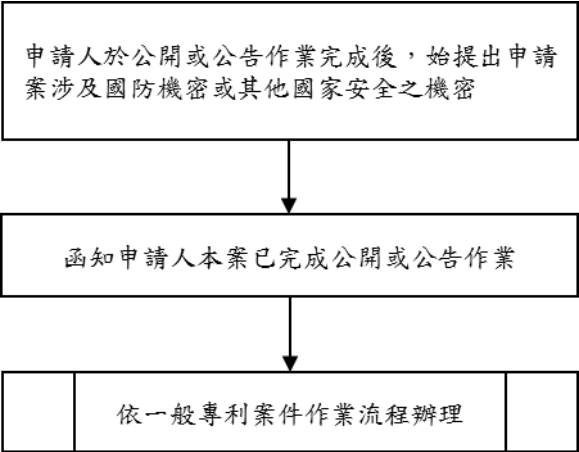 申請人於公開或公告作業完成後，始提出申請
案涉及國防機密或其他國家安全之機密
函知申請人本案已完成公開或公告作業
依一般專利案件作業流程辦理